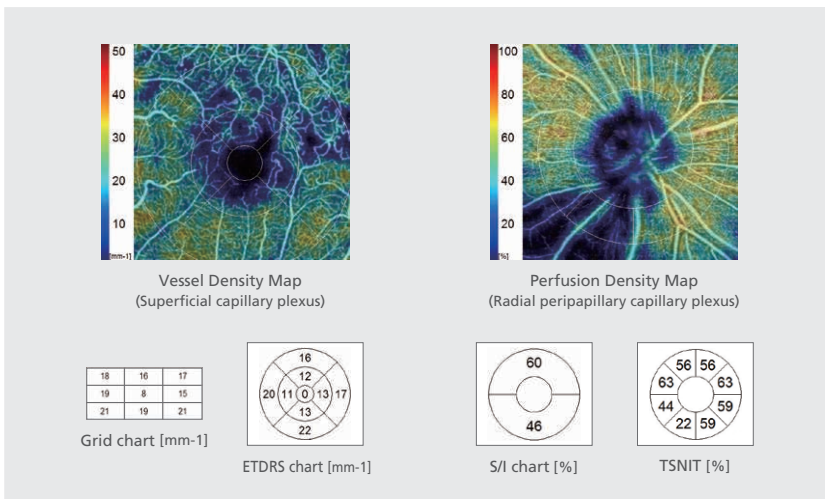 50
40
30
20
10
[mm-1]
Vessel Density Map
(Superficial capillary plexus)
100
80
60
40
20
[%]
Perfusion Density Map
(Radial peripapillary capillary plexus)
18 16 17
19 8 15
21 19 21
Grid chart [mm-1]
16
12
20 11 0 13 17
13
22
ETDRS chart [mm-1]
60
46
S/I chart [%]
56 56
63 63
44 59
22 59
TSNIT [%]